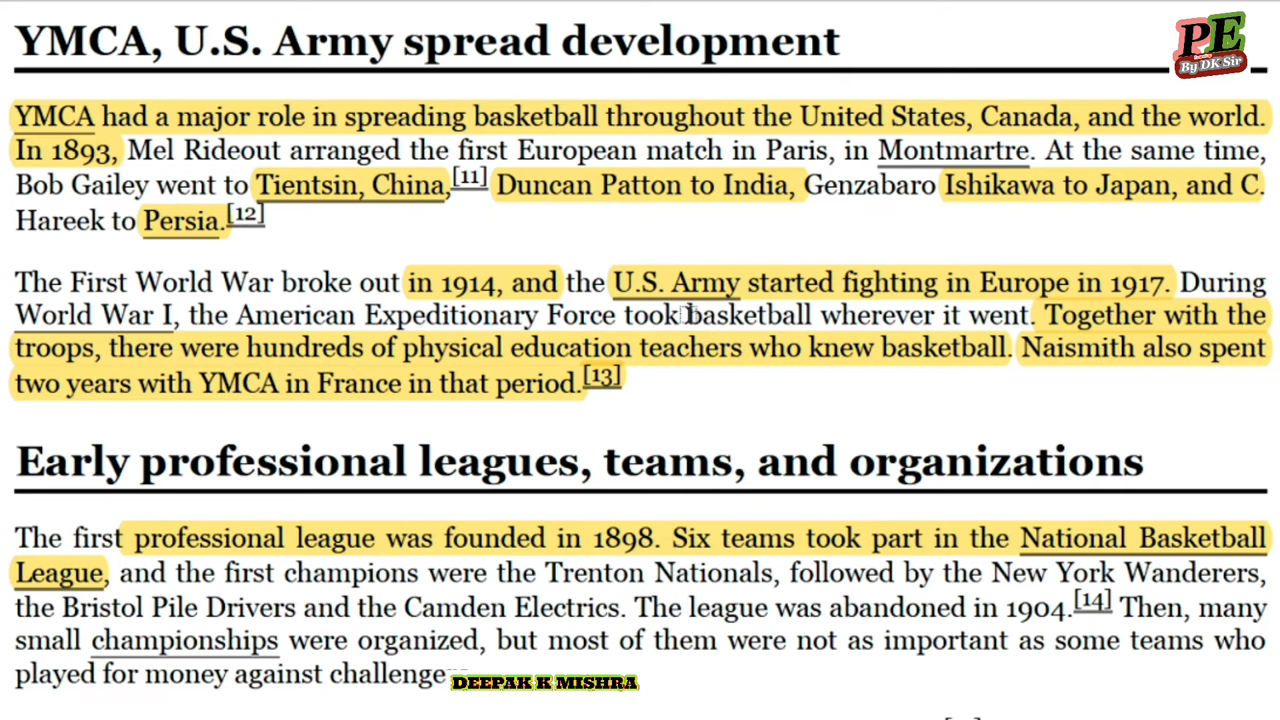 YMCA, U.S. Army spread development
PE
By DK Sir
YMCA had a major role in spreading basketball throughout the United States, Canada, and the world.
In 1893, Mel Rideout arranged the first European match in Paris, in Montmartre. At the same time,
Bob Gailey went to Tientsin, China,[11] Duncan Patton to India, Genzabaro Ishikawa to Japan, and C.
Hareek to Persia.[12]
The First World War broke out in 1914, and the U.S. Army started fighting in Europe in 1917. During
World War I, the American Expeditionary Force took basketball wherever it went. Together with the
troops, there were hundreds of physical education teachers who knew basketball. Naismith also spent
two years with YMCA in France in that period.[13]
Early professional leagues, teams, and organizations
The first professional league was founded in 1898. Six teams took part in the National Basketball
League, and the first champions were the Trenton Nationals, followed by the New York Wanderers,
the Bristol Pile Drivers and the Camden Electrics. The league was abandoned in 1904.[14] Then, many
small championships were organized, but most of them were not as important as some teams who
played for money against challenge
DEEPAK K MISHRA